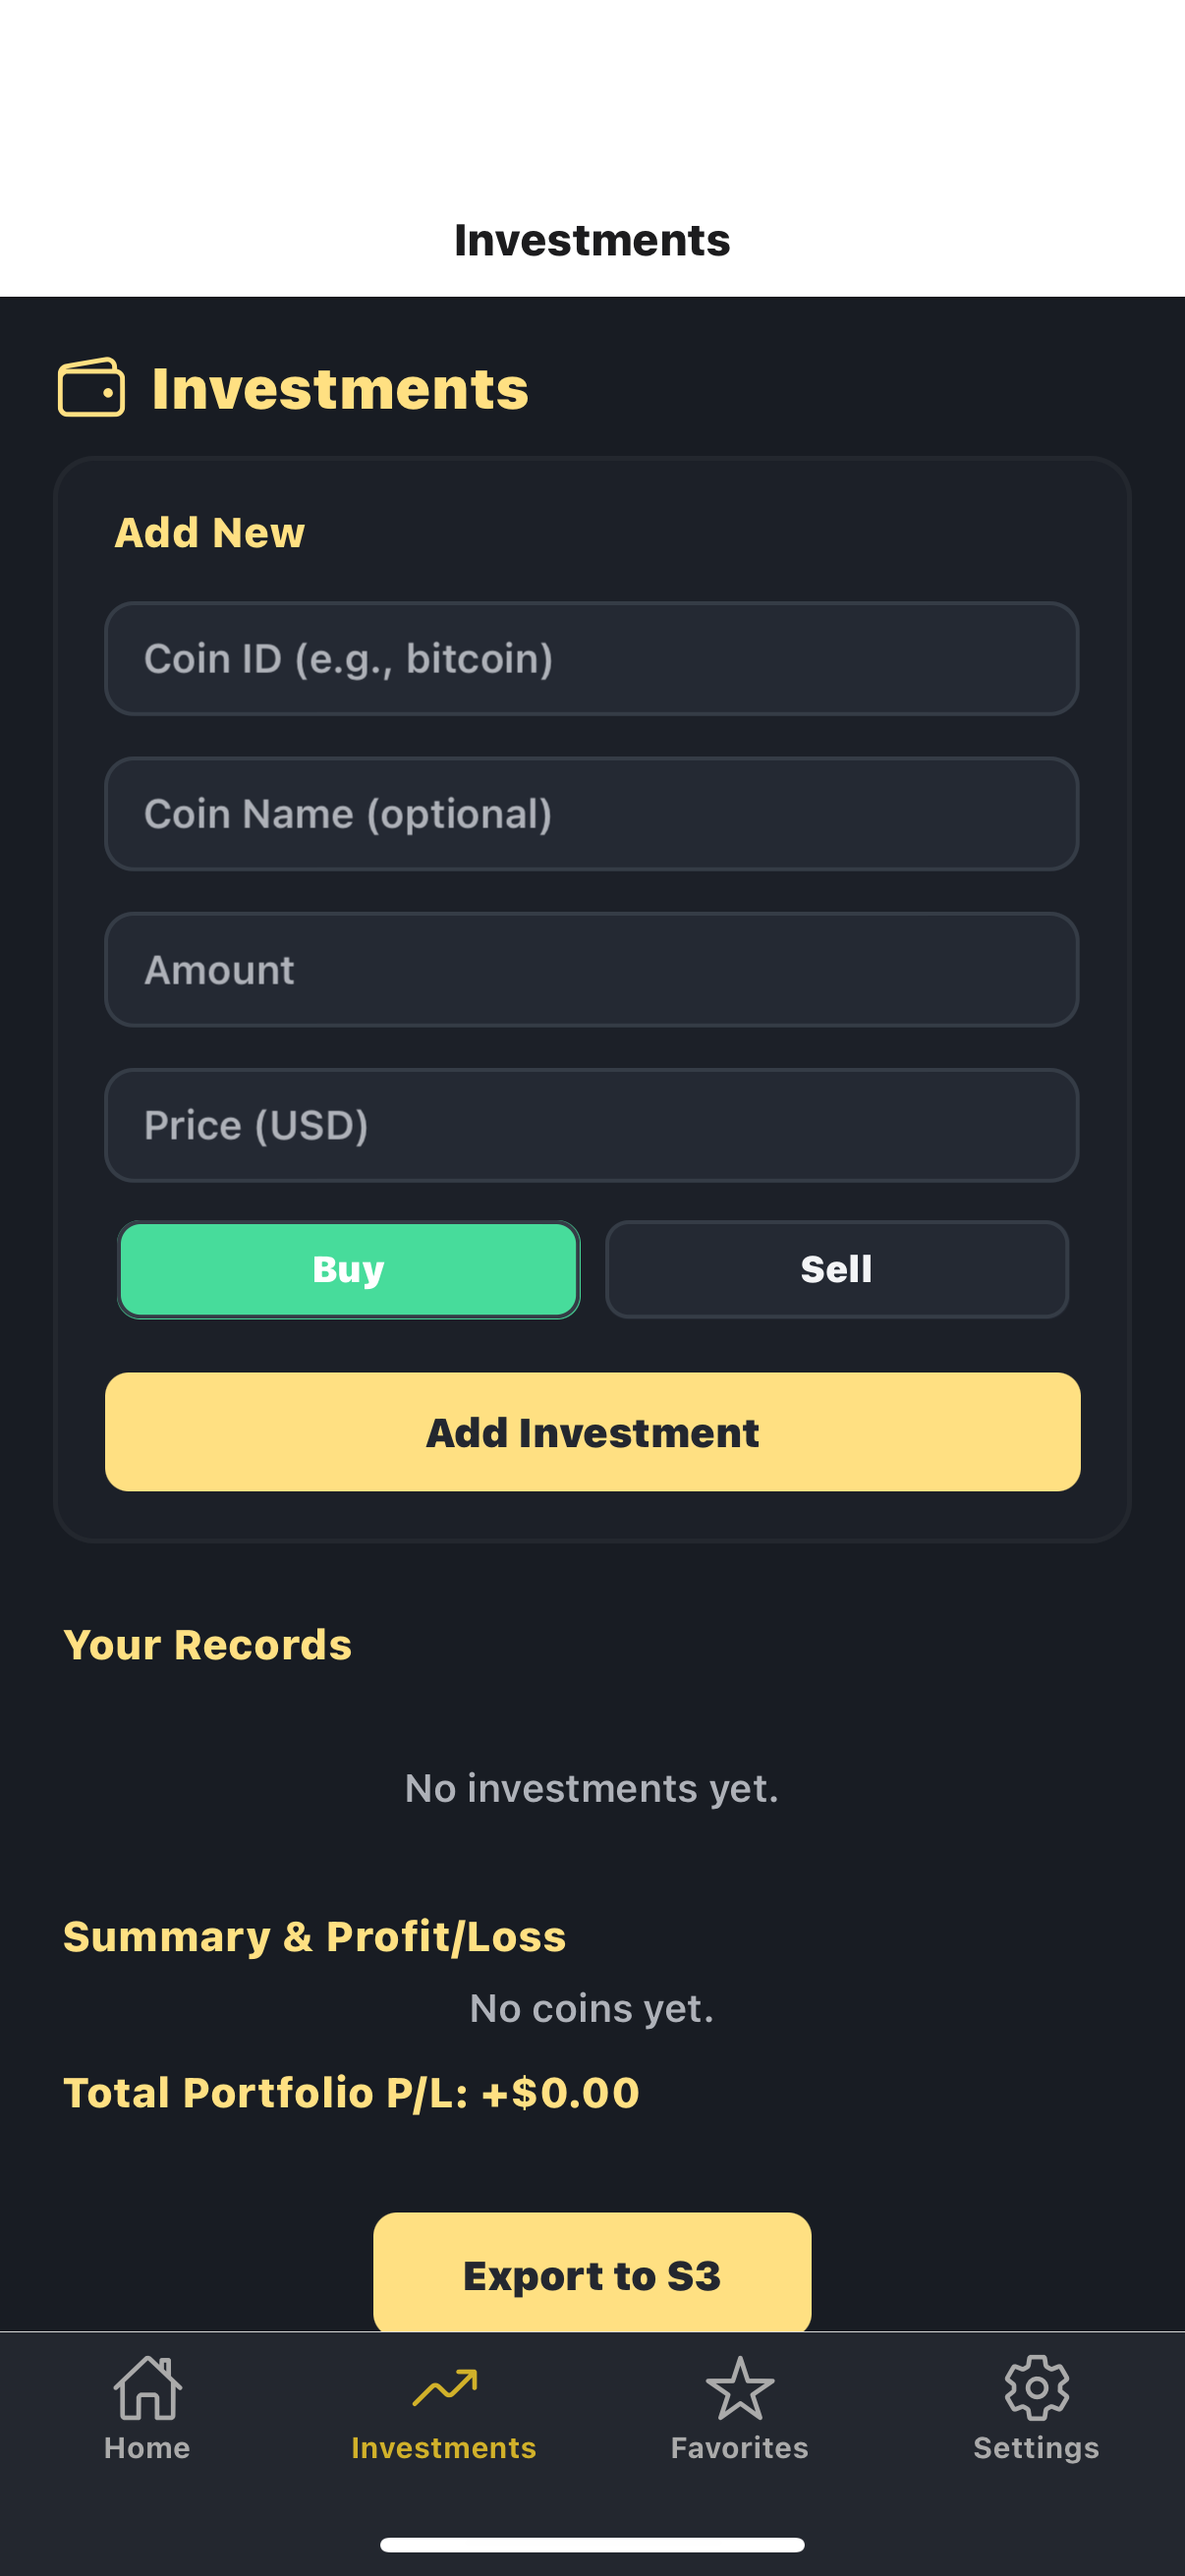 Investments
Investments
Add New
Coin ID (e.g., bitcoin)
Coin Name (optional)
Amount
Price (USD)
Buy
Sell
Add Investment
Your Records
No investments yet.
Summary & Profit/Loss
No coins yet.
Total Portfolio P/L: +$0.00
Export to S3
Home
Investments
Favorites
Settings